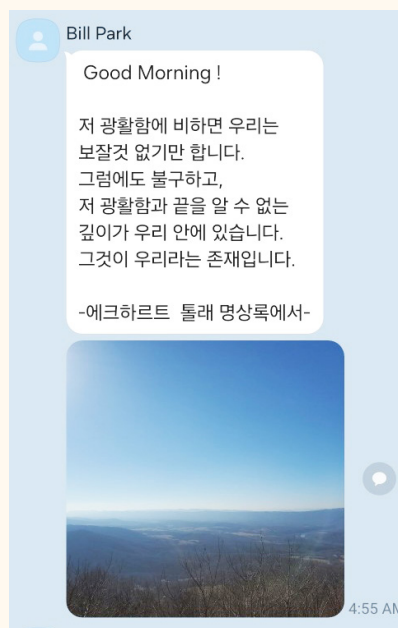 Bill Park
Good Morning !
저 광활함에 비하면 우리는
보잘것 없기만 합니다.
그럼에도 불구하고,
저 광활함과 끝을 알 수 없는
깊이가 우리 안에 있습니다.
그것이 우리라는 존재입니다.
-에크하르트 톨래 명상록에서-
4:55 AM